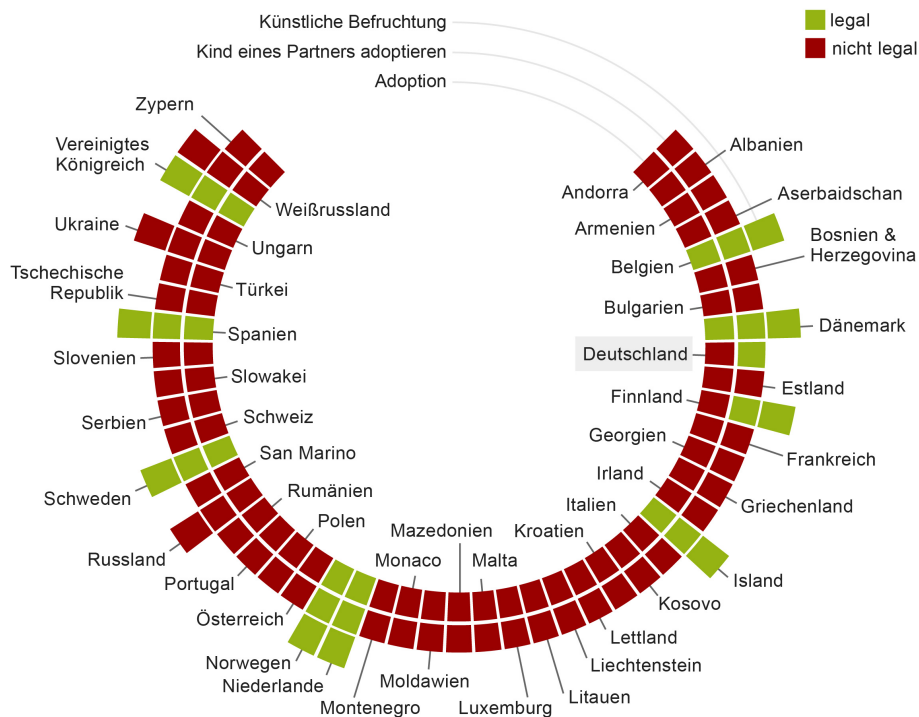 Künstliche Befruchtung
Kind eines Partners adoptieren
Adoption
legal
nicht legal
Andorra
Albanien
Armenien
Aserbaidschan
Belgien
Bosnien &
Herzegovina
Bulgarien
Dänemark
Deutschland
Estland
Finnland
Frankreich
Georgien
Griechenland
Irland
Island
Italien
Kosovo
Kroatien
Lettland
Liechtenstein
Litauen
Luxemburg
Malta
Mazedonien
Moldawien
Monaco
Montenegro
Niederlande
Norwegen
Österreich
Polen
Portugal
Rumänien
Russland
San Marino
Schweden
Schweiz
Serbien
Slowakei
Slovenien
Spanien
Tschechische
Republik
Türkei
Ukraine
Ungarn
Vereinigtes
Königreich
Weißrussland
Zypern